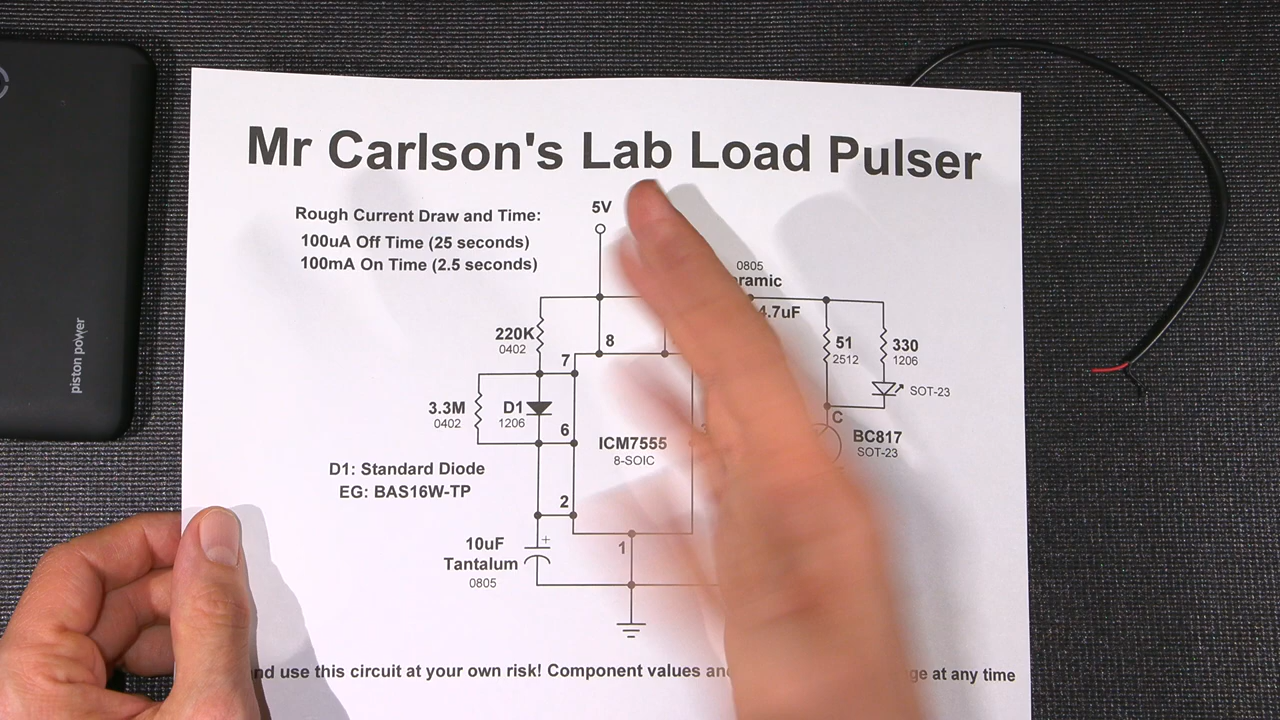 Mr Carlson's Lab Load Pulser
Rough Current Draw and Time:
100uA Off Time (25 seconds)
100mA On Time (2.5 seconds)
5V
0805
4.7uF
220K
0402
8
7
51
2512
330
1206
SOT-23
3.3M
0402
D1
1206
6
C
BC817
SOT-23
ICM7555
8-SOIC
D1: Standard Diode
EG: BAS16W-TP
2
10uF
+
Tantalum
0805
1
use this circuit at your own risk! Component values
at any time
piston power